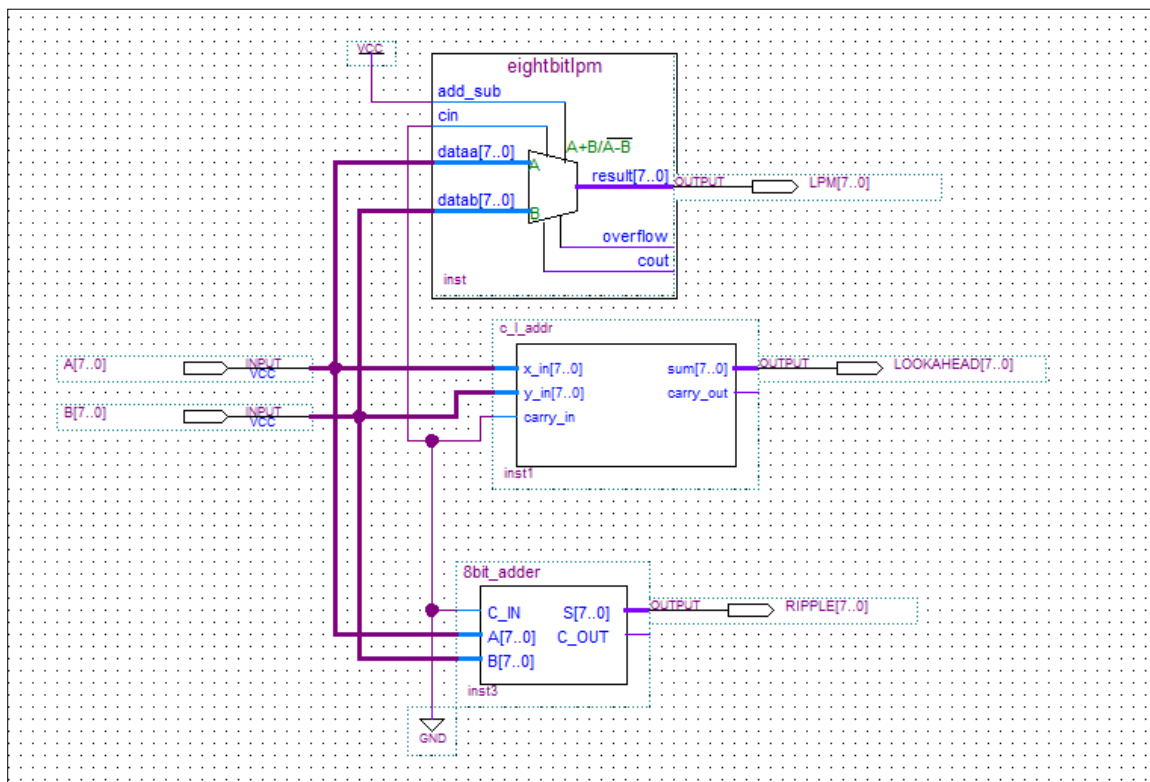 VCC
eightbitlpm
add_sub
cin
A+B/A-B
dataa[7..0]
A
result[7..0]
OUTPUT
LPM[7..0]
datab[7..0]
B
overflow
cout
inst
c_l_addr
A[7..0]
INPUT
VCC
x_in[7..0]
sum[7..0]
OUTPUT
LOOKAHEAD[7..0]
y_in[7..0]
carry_out
B[7..0]
INPUT
VCC
carry_in
inst1
8bit_adder
C_IN
S[7..0]
OUTPUT
RIPPLE[7..0]
A[7..0]
C_OUT
B[7..0]
inst3
GND